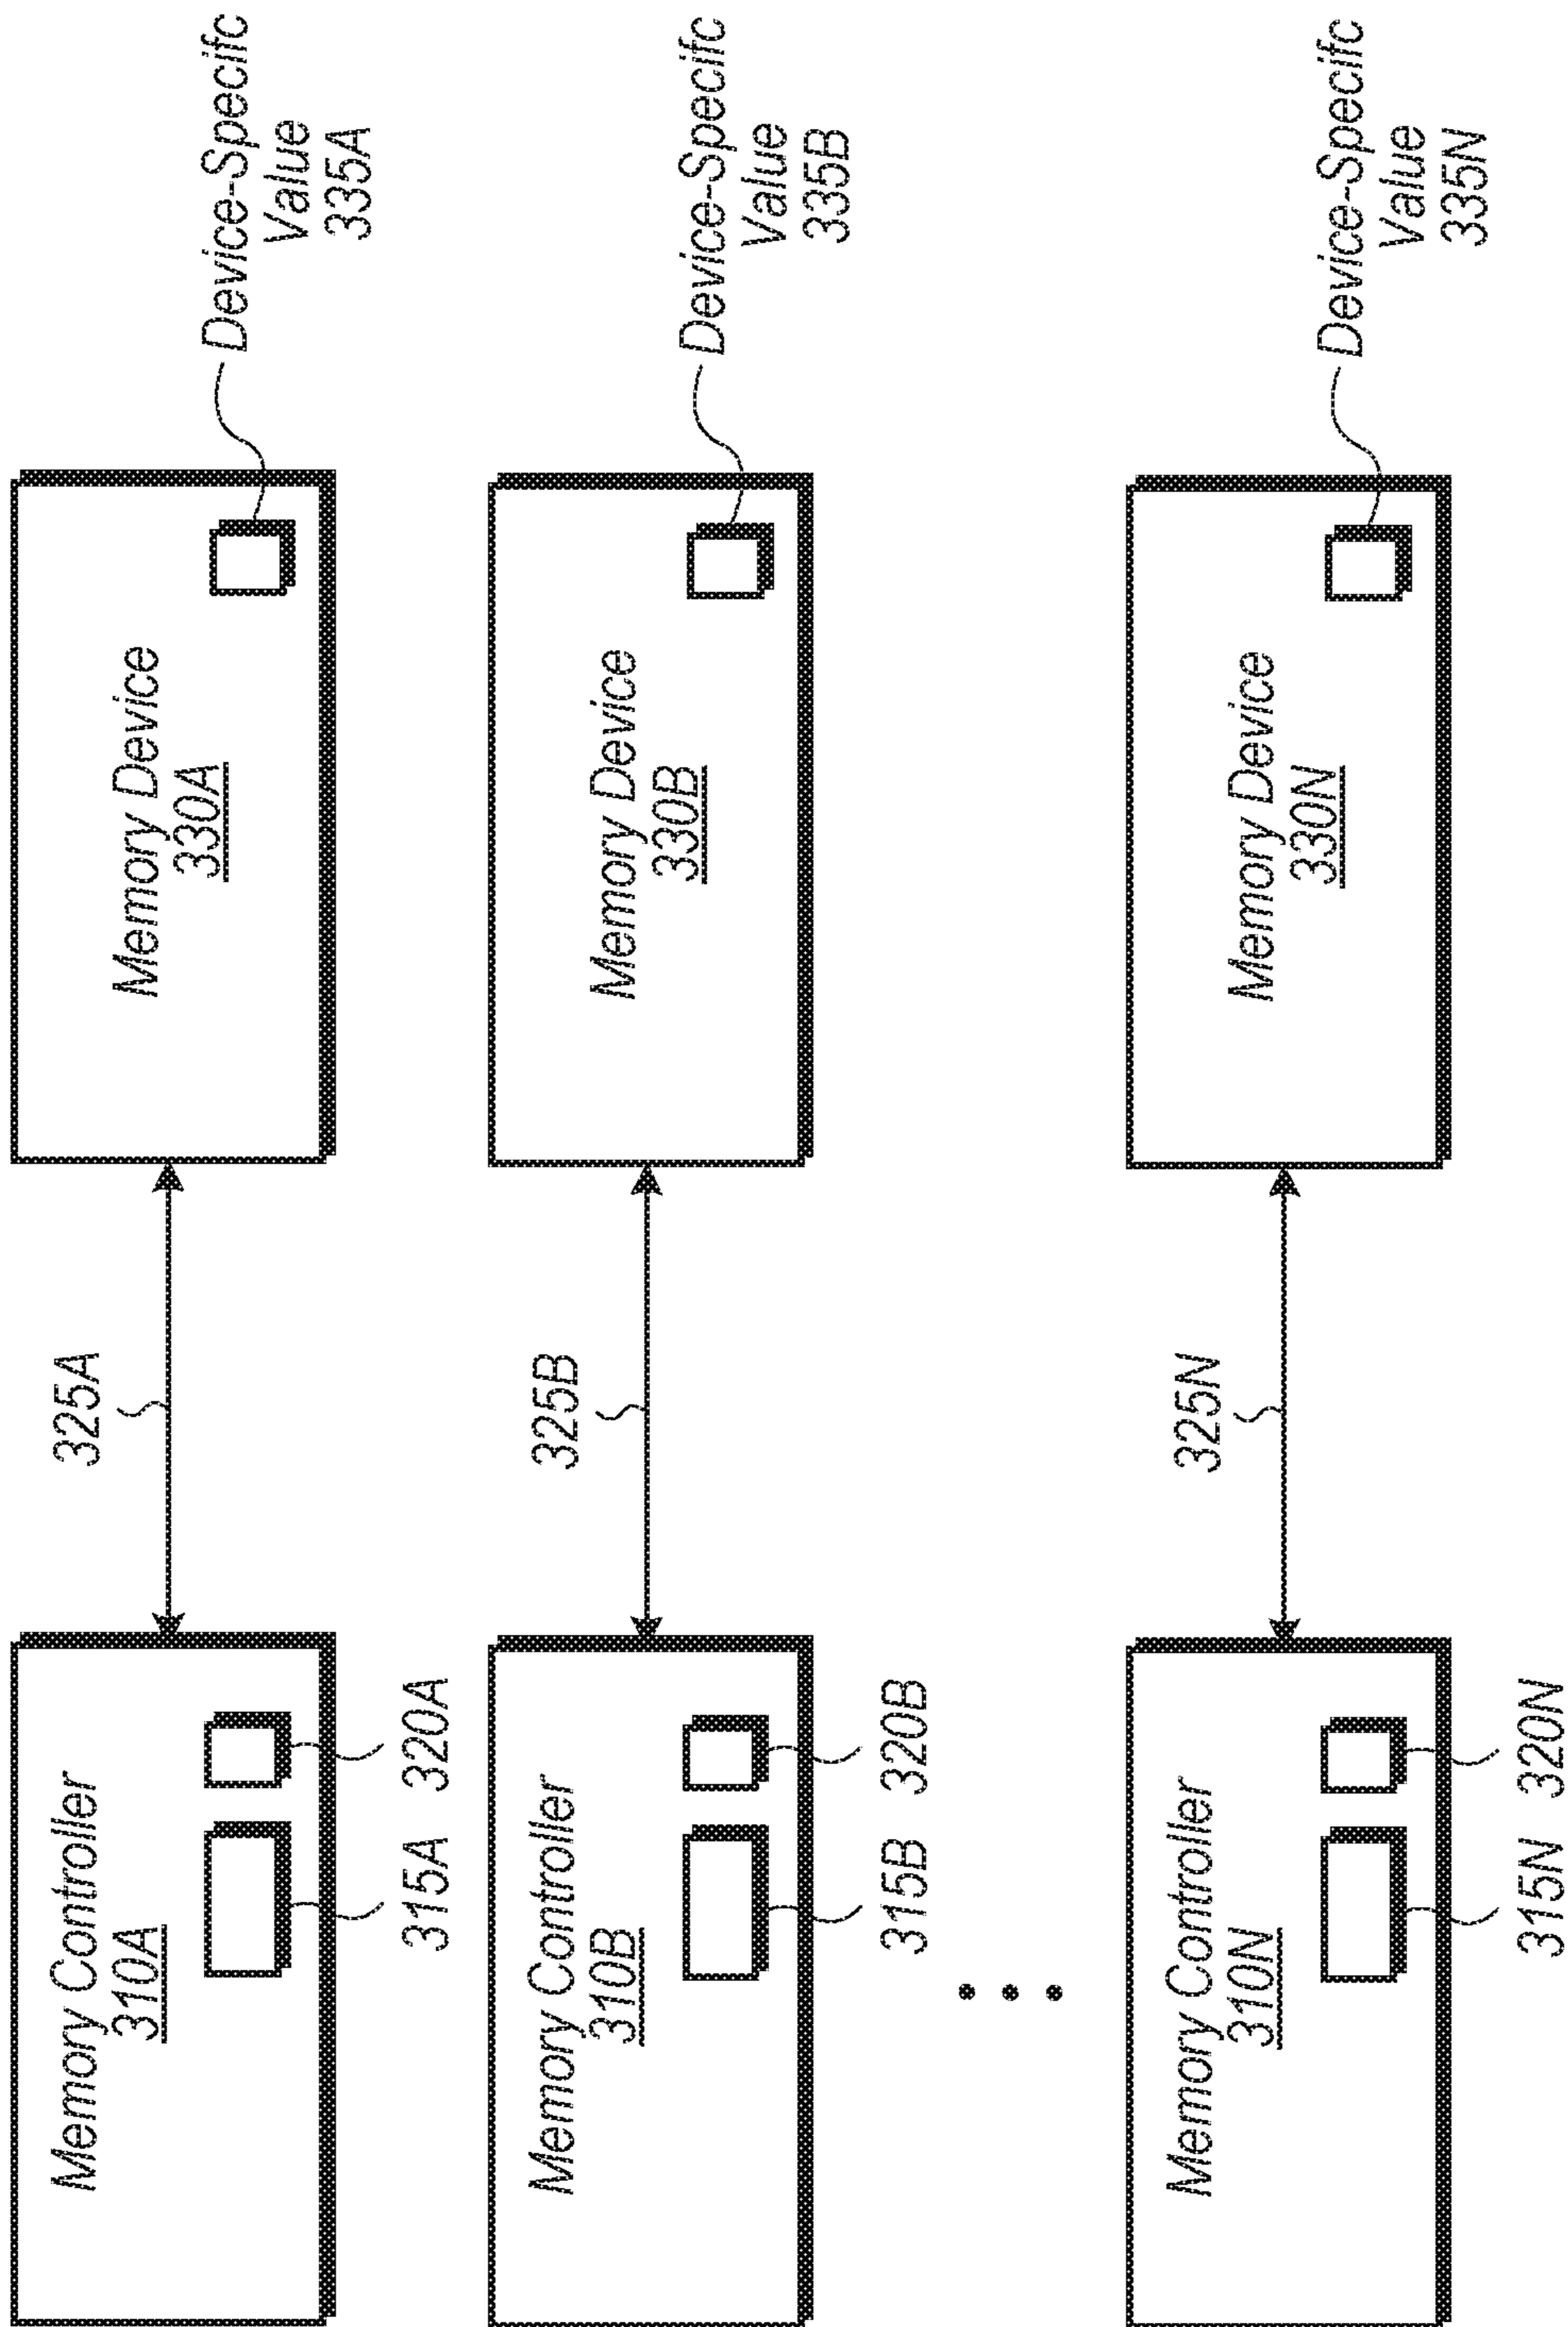 Memory Controller
310A
315A
320A
325A
Memory Device
330A
Device-Specifc
Value
335A
Memory Controller
310B
315B
320B
325B
Memory Device
330B
Device-Specifc
Value
335B
Memory Controller
310N
315N
320N
325N
Memory Device
330N
Device-Specifc
Value
335N